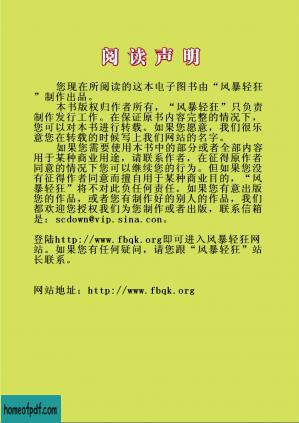 阅读声明
您现在所阅读的这本电子图书由“风暴轻狂
”制作出品。
本书版权归作者所有，“风暴轻狂”只负责
制作发行工作。在保证原书内容完整的情况下，
您可以对本书进行转载。如果您愿意，我们很乐
意您在转载的时候写上我们网站的名字。
如果您需要使用本书中的部分或者全部内容
用于某种商业用途，请联系作者，在征得原作者
同意的情况下您可以继续您的行为。但如果您没
有征得作者同意而擅自用于某种商业目的，“风
暴轻狂”将不对此负任何责任。如果您有意出版
您的作品，或者您有制作好的别人的作品，我们
都欢迎您授权我们为您制作或者出版，联系信箱
是：scdown@vip.sina.com。
登陆http://www.fbqk.org即可进入风暴轻狂网
站。如果您有任何疑问，请您跟“风暴轻狂”站
长联系。
网站地址：http://www.fbqk.org
homeofpdf.com